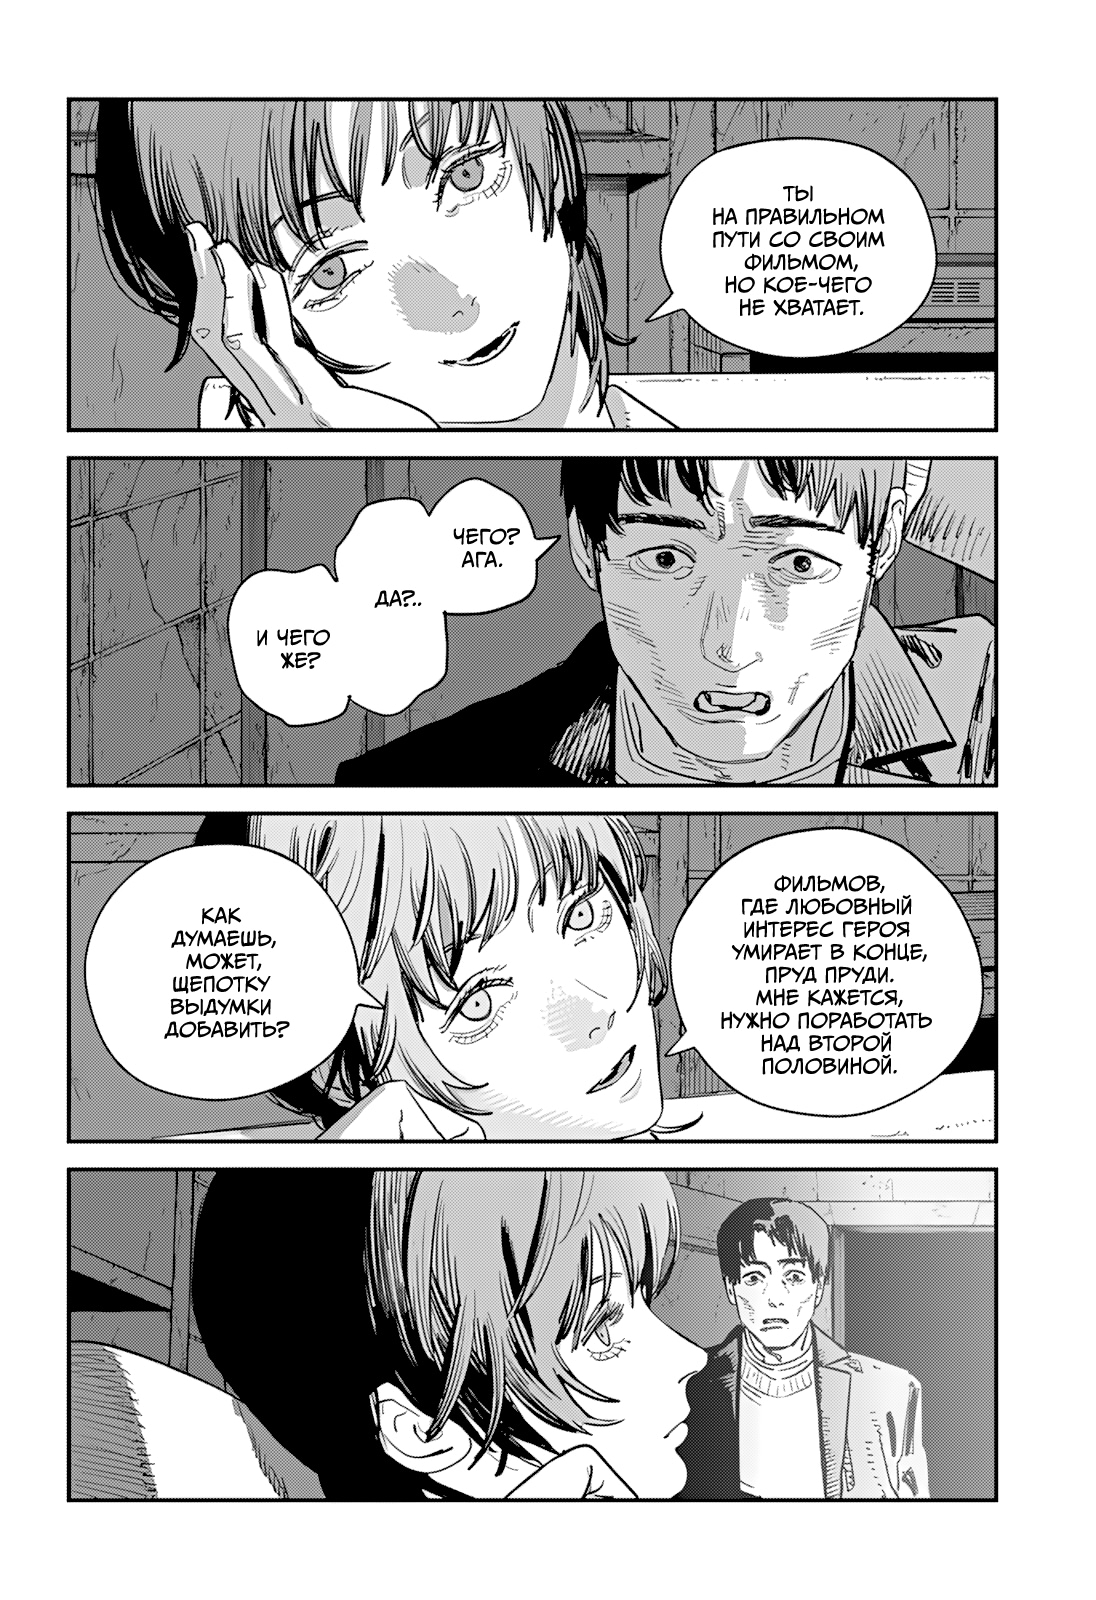 ТЫ
НА ПРАВИЛЬНОМ
ПУТИ СО СВОИМ
ФИЛЬМОМ,
НО КОЕ-ЧЕГО
НЕ ХВАТАЕТ.
ЧЕГО?
АГА.
ДА?..
И ЧЕГО
ЖЕ?
ФИЛЬМОВ,
ГДЕ ЛЮБОВНЫЙ
ИНТЕРЕС ГЕРОЯ
УМИРАЕТ В КОНЦЕ,
ПРУД ПРУДИ.
МНЕ КАЖЕТСЯ,
НУЖНО ПОРАБОТАТЬ
НАД ВТОРОЙ
ПОЛОВИНОЙ.
КАК
ДУМАЕШЬ,
МОЖЕТ,
ЩЕПОТКУ
ВЫДУМКИ
ДОБАВИТЬ?